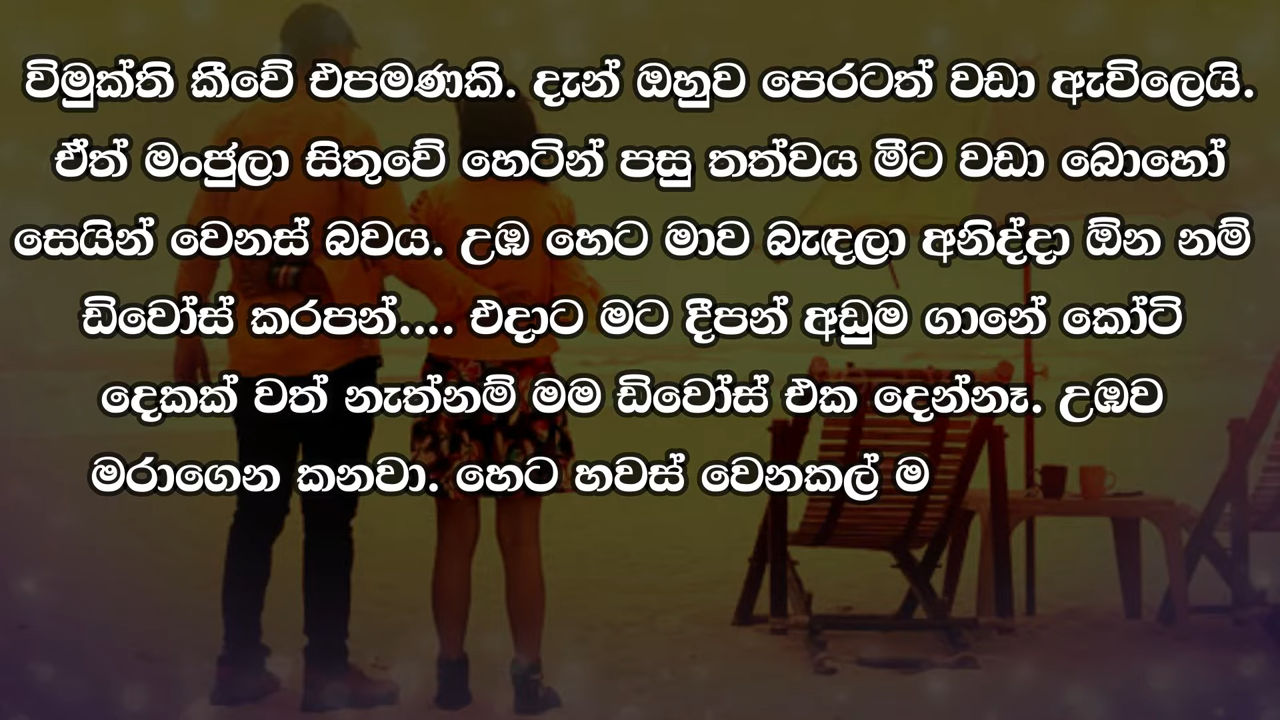 විමුක්ති කීවේ එපමණකි. දැන් ඔහුව පෙරටත් වඩා ඇවිලෙයි.
ඒත් මංජුලා සිතුවේ හෙටින් පසු තත්වය මීට වඩා බොහෝ
සෙයින් වෙනස් බවය. උඹ හෙට මාව බැඳලා අනිද්දා ඕන නම්
ඩිවෝස් කරපන්.... එදාට මට දීපන් අඩුම ගානේ කෝටි
දෙකක් වත් නැත්නම් මම ඩිවෝස් එක දෙන්නෑ. උඹව
මරාගෙන කනවා. හෙට හවස් වෙනකල් ම